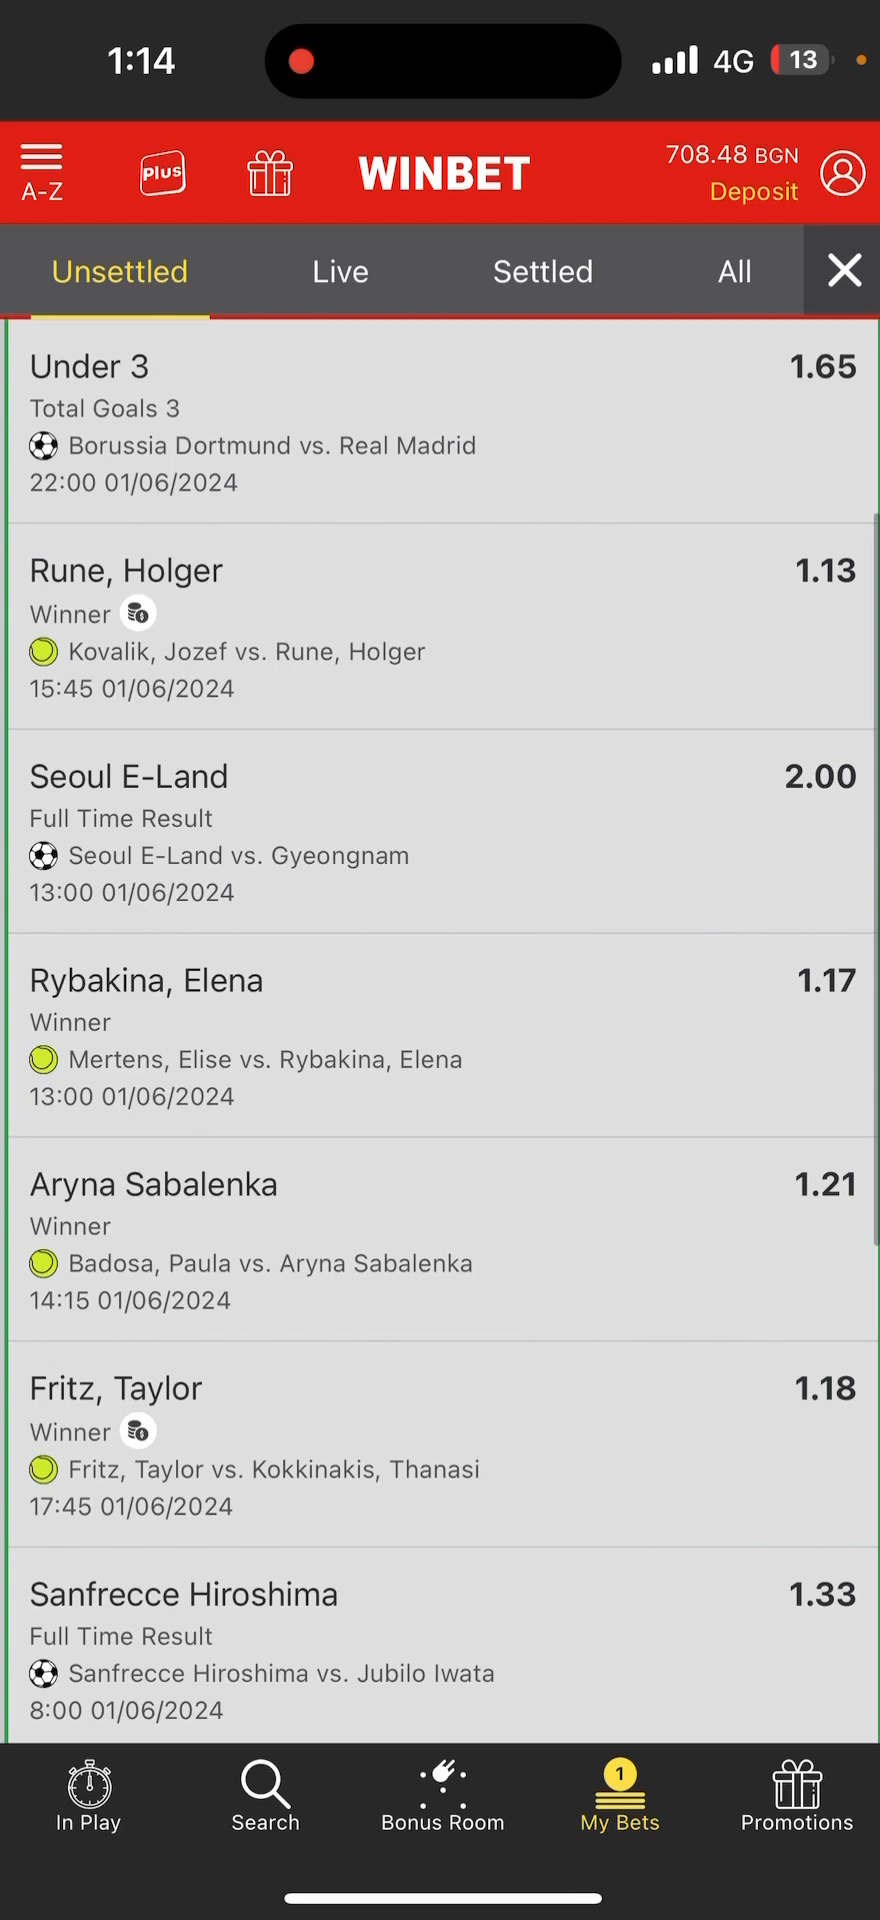 1:14
4G
13
A-Z
Plus
WINBET
708.48 BGN
Deposit
Unsettled
Live
Settled
All
Under 3
1.65
Total Goals 3
Borussia Dortmund vs. Real Madrid
22:00 01/06/2024
Rune, Holger
1.13
Winner
Kovalik, Jozef vs. Rune, Holger
15:45 01/06/2024
Seoul E-Land
2.00
Full Time Result
Seoul E-Land vs. Gyeongnam
13:00 01/06/2024
Rybakina, Elena
1.17
Winner
Mertens, Elise vs. Rybakina, Elena
13:00 01/06/2024
Aryna Sabalenka
1.21
Winner
Badosa, Paula vs. Aryna Sabalenka
14:15 01/06/2024
Fritz, Taylor
1.18
Winner
Fritz, Taylor vs. Kokkinakis, Thanasi
17:45 01/06/2024
Sanfrecce Hiroshima
1.33
Full Time Result
Sanfrecce Hiroshima vs. Jubilo Iwata
8:00 01/06/2024
1
In Play
Search
Bonus Room
My Bets
Promotions